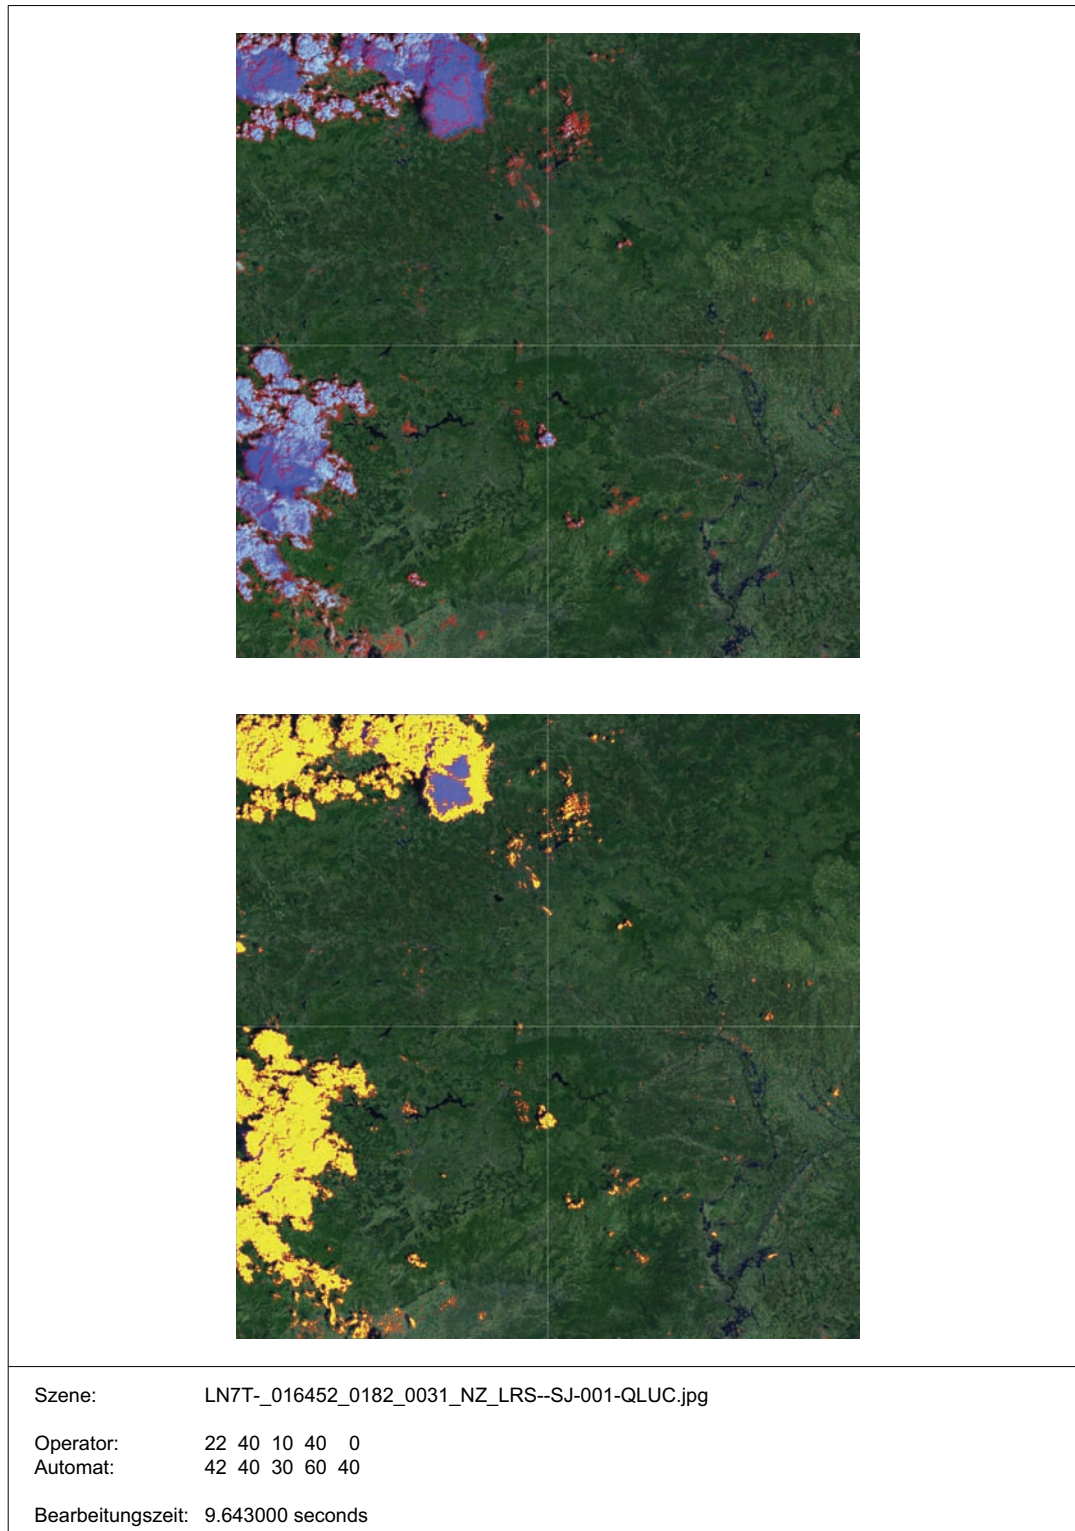 Szene: LN7T-_016452_0182_0031_NZ_LRS--SJ-001-QLUC.jpg
Operator: 22 40 10 40 0
Automat: 42 40 30 60 40
Bearbeitungszeit: 9.643000 seconds